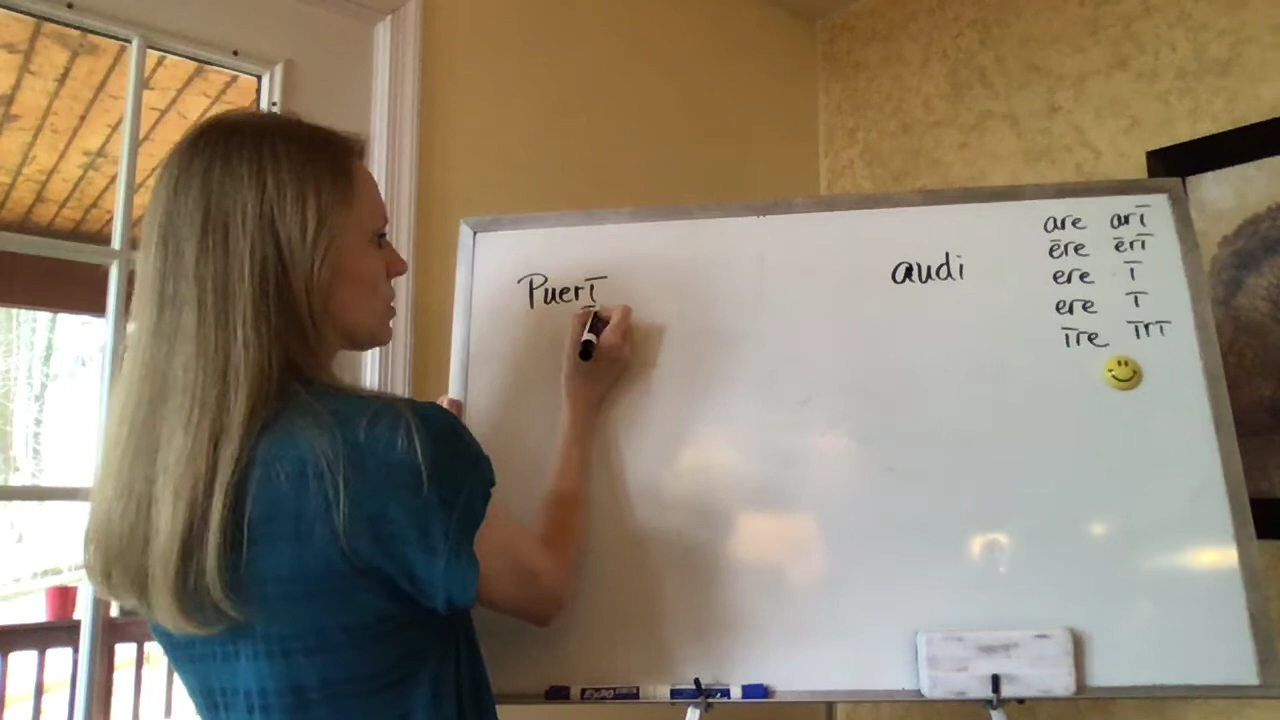 Puerī
audi
are arī
ēre ērī
ere ī
ere ī
īre īrī
EXPO